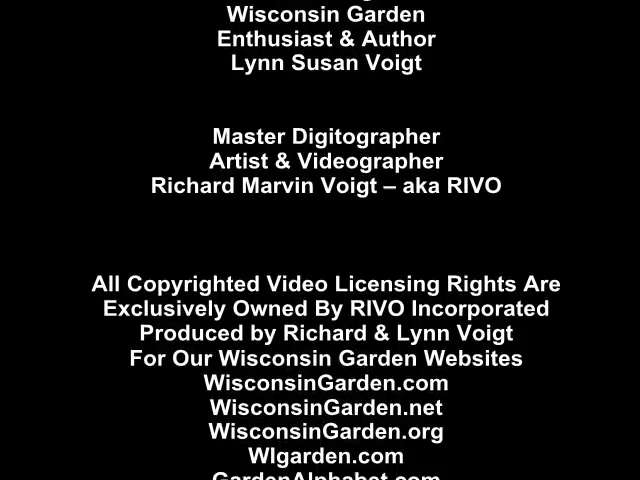 Wisconsin Garden
Enthusiast & Author
Lynn Susan Voigt
Master Digitographer
Artist & Videographer
Richard Marvin Voigt – aka RIVO
All Copyrighted Video Licensing Rights Are
Exclusively Owned By RIVO Incorporated
Produced by Richard & Lynn Voigt
For Our Wisconsin Garden Websites
WisconsinGarden.com
WisconsinGarden.net
WisconsinGarden.org
WIgarden.com
GardenAlphabet.com